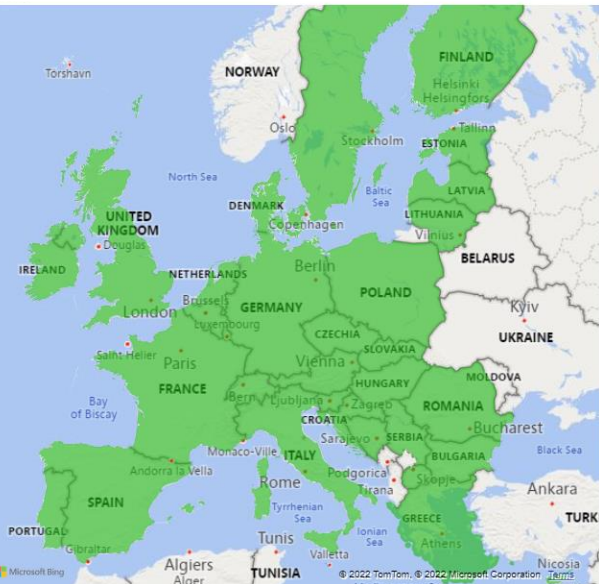 FINLAND
Torshavn
NORWAY
Helsinki
Helsingfors
Oslo
Tallinn
Stockholm
ESTONIA
North Sea
Baltic
Sea
LATVIA
DENMARK
LITHUANIA
UNITED
KINGDOM
Copenhagen
Vilnius
Douglas
BELARUS
IRELAND
NETHERLANDS
Berlin
POLAND
London
Brussels
GERMANY
Kyiv
Luxembourg
CZECHIA
UKRAINE
Saint Helier
Paris
SLOVAKIA
Vienna
MOLDOVA
FRANCE
Bern
HUNGARY
Bay
of Biscay
Ljubljana
Zagreb
ROMANIA
CROATIA
Bucharest
Monaco-Ville
ITALY
Sarajevo
SERBIA
Black Sea
Andorra la Vella
BULGARIA
Rome
Podgorica
Skopje
Tirana
Ankara
SPAIN
Tyrrhenian
Sea
GREECE
TURK
PORTUGAL
Ionian
Sea
Athens
Gibraltar
Tunis
Valletta
Algiers
Nicosia
Microsoft Bing
TUNISIA
© 2022 TomTom, © 2022 Microsoft Corporation Terms